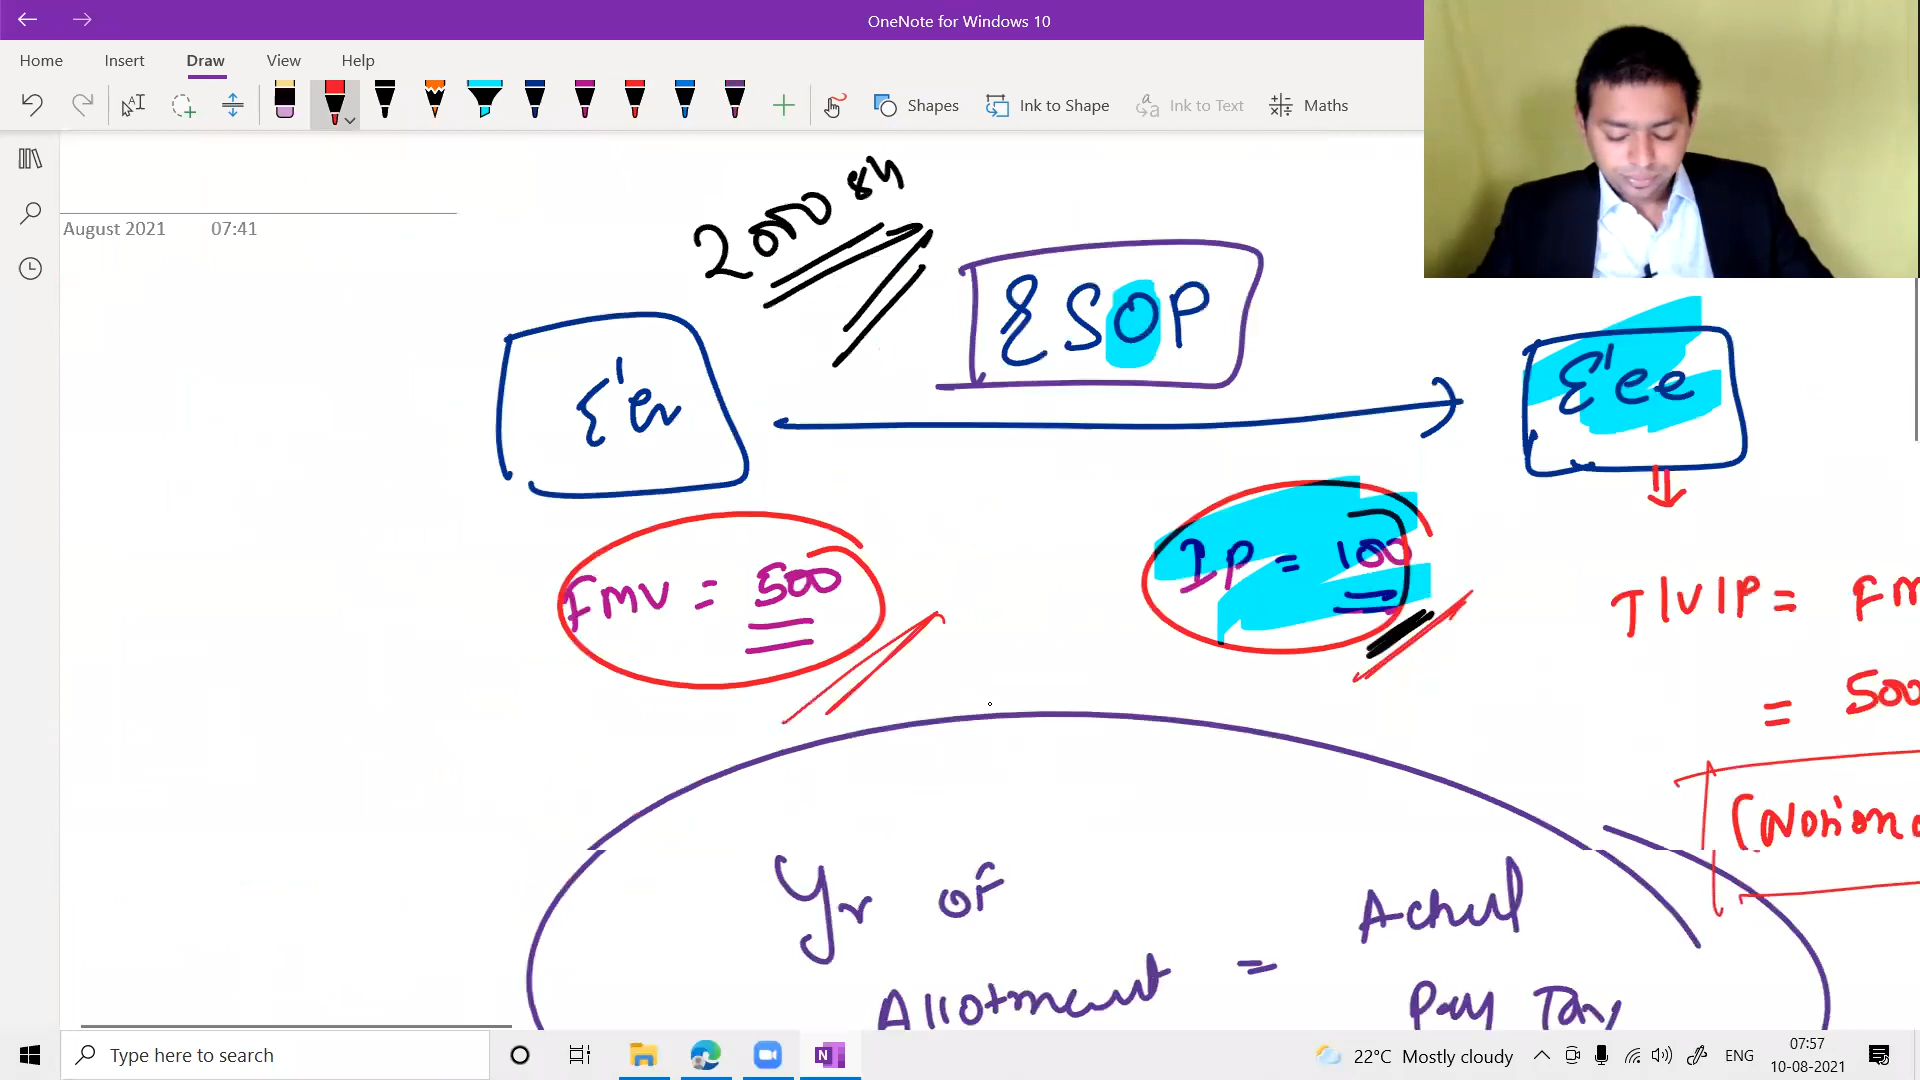 OneNote for Windows 10
Home Insert Draw View Help
Shapes Ink to Shape Ink to Text Maths
August 2021 07:41
2000 sh
ESOP
E'er
E'ee
FMV = 500
IP = 100
T/V/P = FM
= 500
(Notiona
Yr of
Allotment = Actual
Pay Tax
Type here to search
22°C Mostly cloudy
ENG
07:57
10-08-2021